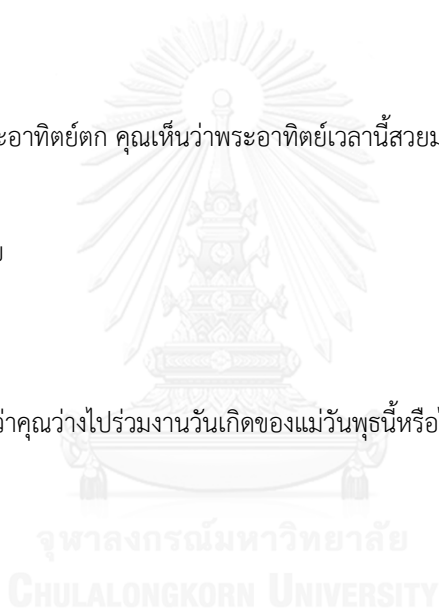 ะอาทิตย์ตก คุณเห็นว่าพระอาทิตย์เวลานี้สวยม
ว่าคุณว่างไปร่วมงานวันเกิดของแม่วันพุธนี้หรือ
จุฬาลงกรณ์มหาวิทยาลัย
CHULALONGKORN UNIVERSITY